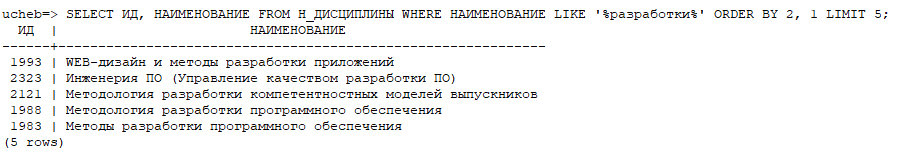 ucheb=> SELECT ИД, НАИМЕНОВАНИЕ FROM Н_ДИСЦИПЛИНЫ WHERE НАИМЕНОВАНИЕ LIKE '%разработки%' ORDER BY 2, 1 LIMIT 5;
ИД | НАИМЕНОВАНИЕ
------+-------------------------------------------------------------
1993 | WEB-дизайн и методы разработки приложений
2323 | Инженерия ПО (Управление качеством разработки ПО)
2121 | Методология разработки компетентностных моделей выпускников
1988 | Методология разработки программного обеспечения
1983 | Методы разработки программного обеспечения
(5 rows)